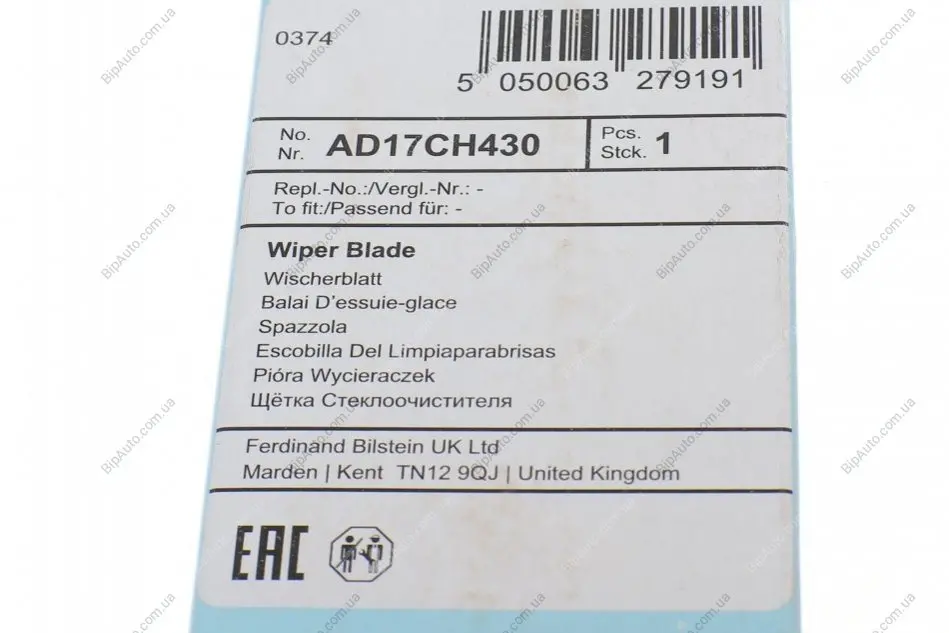 0374
5 050063 279191
No.
Nr. AD17CH430
Pcs.
Stck. 1
Repl.-No.:/Vergl.-Nr.: -
To fit:/Passend für: -
Wiper Blade
Wischerblatt
Balai D'essuie-glace
Spazzola
Escobilla Del Limpiaparabrisas
Pióra Wycieraczek
Щётка Стеклоочистителя
Ferdinand Bilstein UK Ltd
Marden | Kent TN12 9QJ | United Kingdom
EAC
BipAuto.com.ua